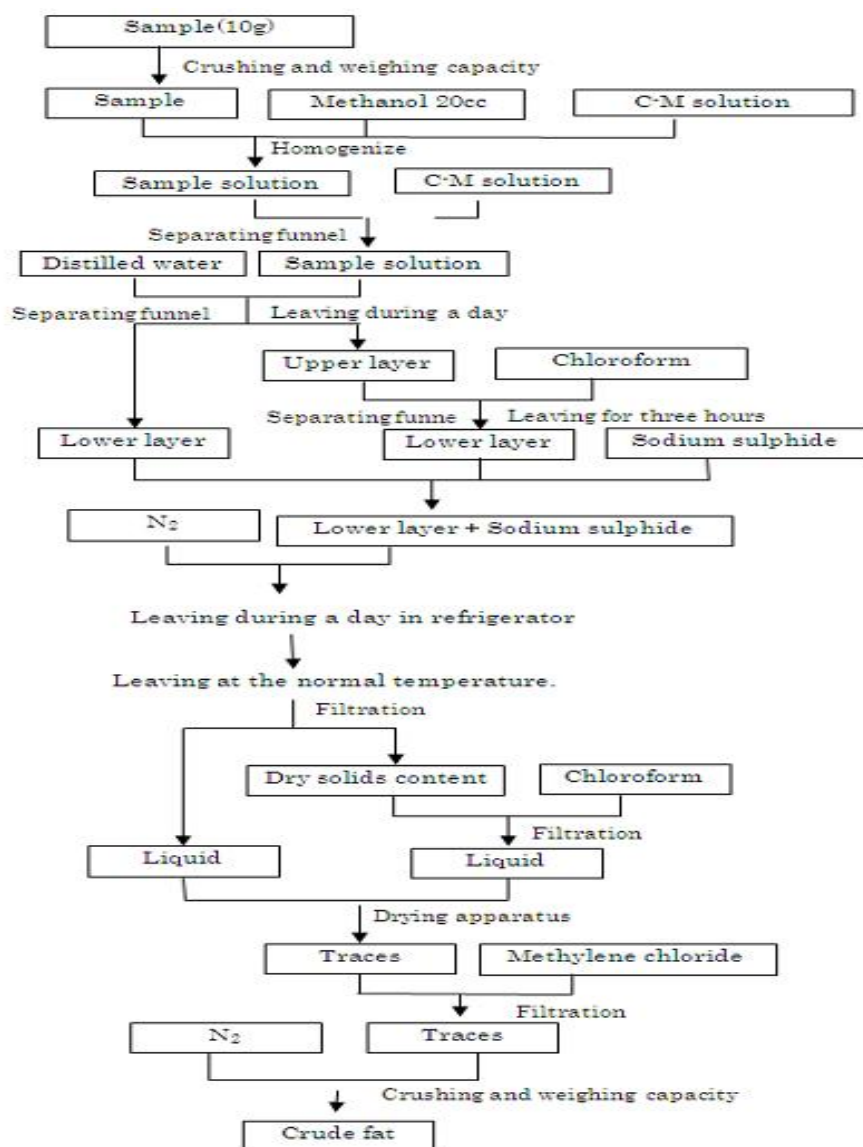 Sample(10g)
Crushing and weighing capacity
Sample Methanol 20cc C-M solution
Homogenize
Sample solution C-M solution
Separating funnel
Distilled water Sample solution
Separating funnel Leaving during a day
Upper layer Chloroform
Separating funne Leaving for three hours
Lower layer Lower layer Sodium sulphide
N₂ Lower layer + Sodium sulphide
Leaving during a day in refrigerator
Leaving at the normal temperature.
Filtration
Dry solids content Chloroform
Filtration
Liquid Liquid
Drying apparatus
Traces Methylene chloride
Filtration
N₂ Traces
Crushing and weighing capacity
Crude fat